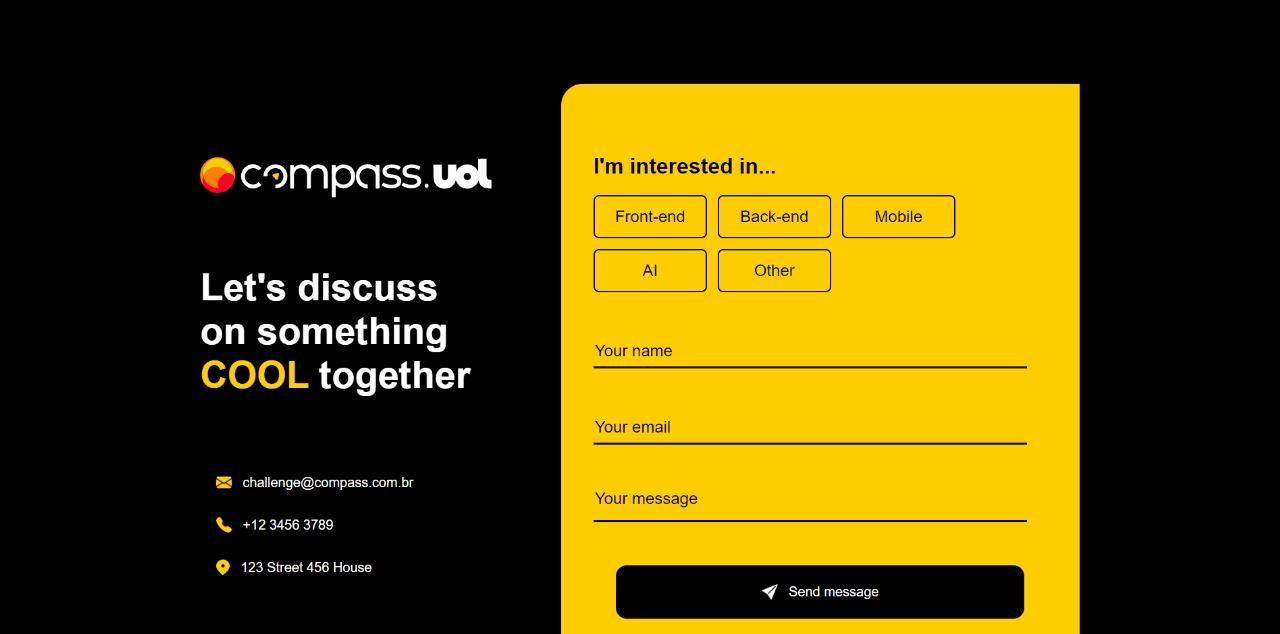 compass.uol
Let's discuss
on something
COOL together
challenge@compass.com.br
+12 3456 3789
123 Street 456 House
I'm interested in...
Front-end
Back-end
Mobile
AI
Other
Your name
Your email
Your message
Send message